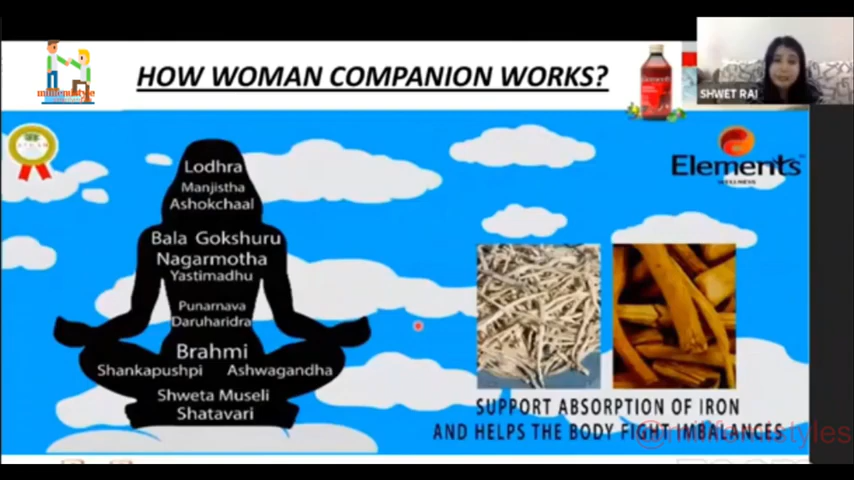 HOW WOMAN COMPANION WORKS?
SHWET RAJ
Elements
WELLNESS
Lodhra
Manjistha
Ashokchaal
Bala Gokshuru
Nagarmotha
Yastimadhu
Punarnava
Daruharidra
Brahmi
Shankapushpi Ashwagandha
Shweta Museli
Shatavari
SUPPORT ABSORPTION OF IRON
AND HELPS THE BODY FIGHT IMBALANCES